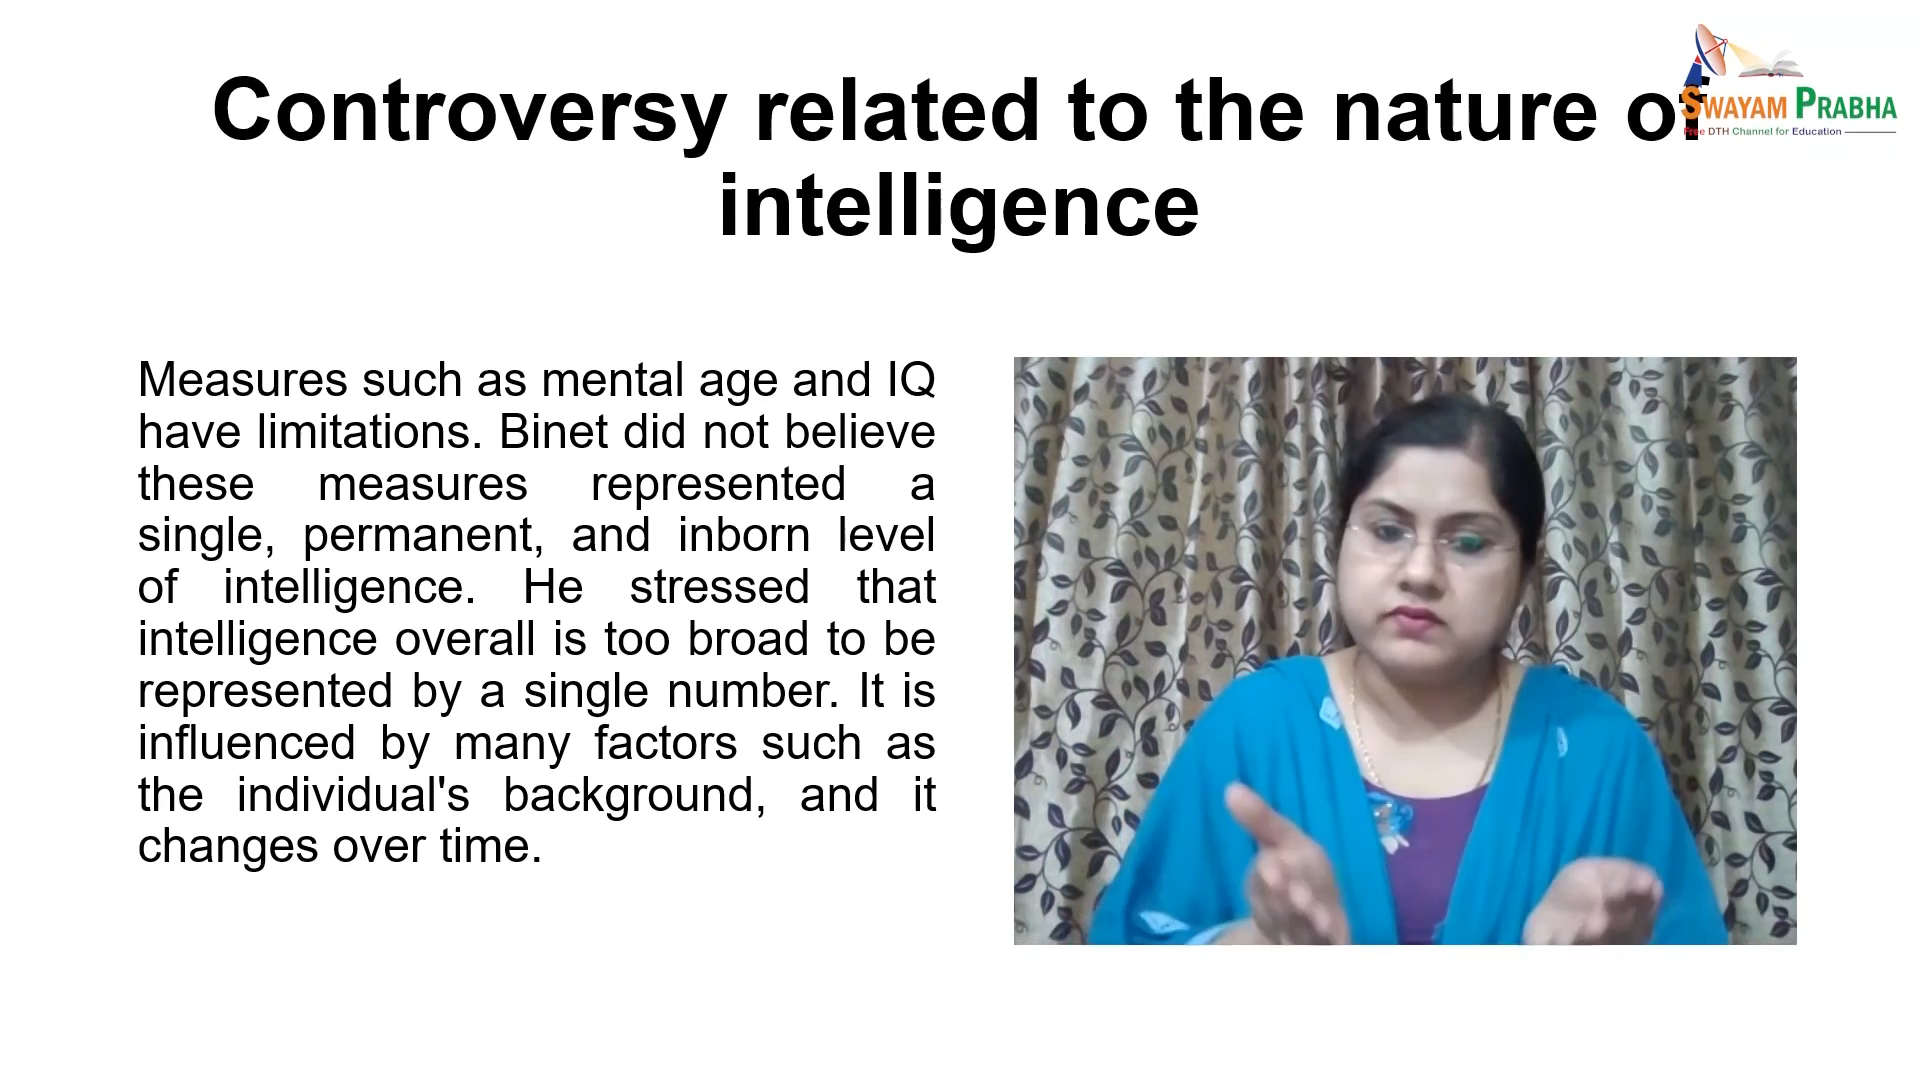 Controversy related to the nature of
intelligence
SWAYAM PRABHA
Free DTH Channel for Education
Measures such as mental age and IQ
have limitations. Binet did not believe
these measures represented a
single, permanent, and inborn level
of intelligence. He stressed that
intelligence overall is too broad to be
represented by a single number. It is
influenced by many factors such as
the individual's background, and it
changes over time.